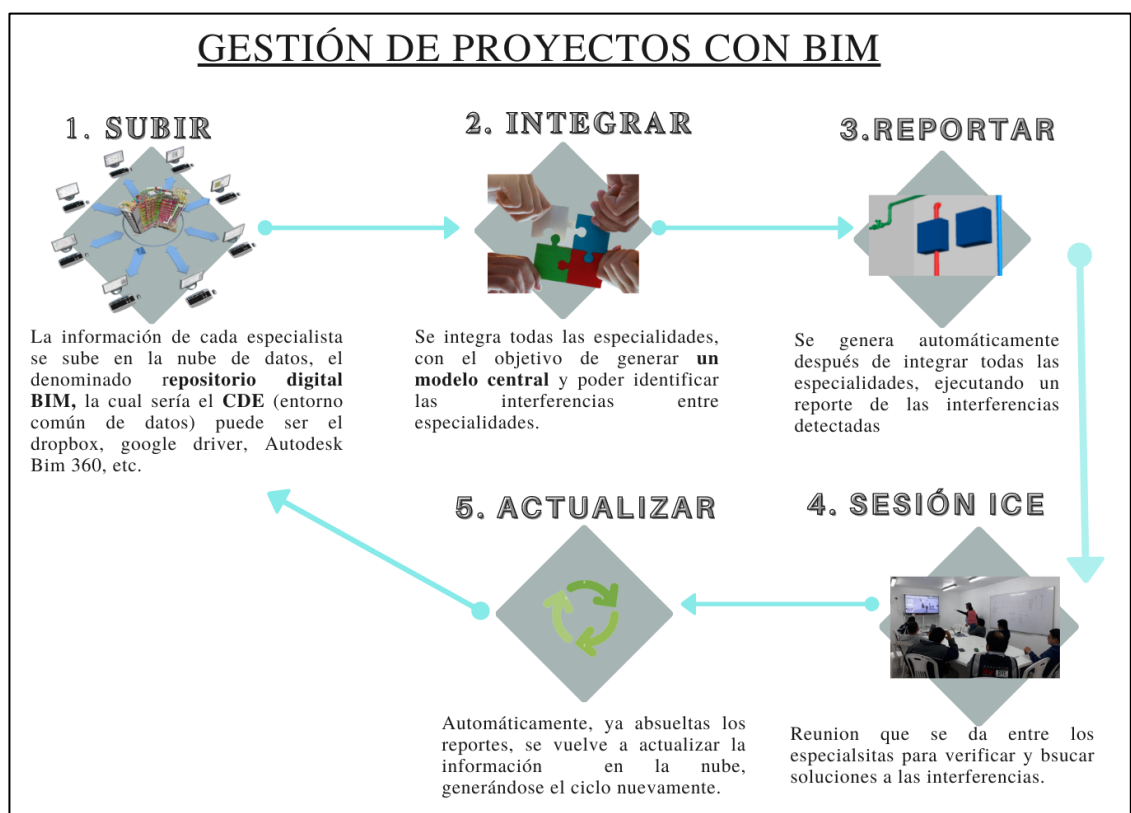 GESTIÓN DE PROYECTOS CON BIM
1. SUBIR
La información de cada especialista
se sube en la nube de datos, el
denominado repositorio digital
BIM, la cual sería el CDE (entorno
común de datos) puede ser el
dropbox, google driver, Autodesk
Bim 360, etc.
2. INTEGRAR
Se integra todas las especialidades,
con el objetivo de generar un
modelo central y poder identificar
las interferencias entre
especialidades.
3.REPORTAR
Se genera automáticamente
después de integrar todas las
especialidades, ejecutando un
reporte de las interferencias
detectadas
4. SESIÓN ICE
Reunion que se da entre los
especialsitas para verificar y bsucar
soluciones a las interferencias.
5. ACTUALIZAR
Automáticamente, ya absueltas los
reportes, se vuelve a actualizar la
información en la nube,
generándose el ciclo nuevamente.